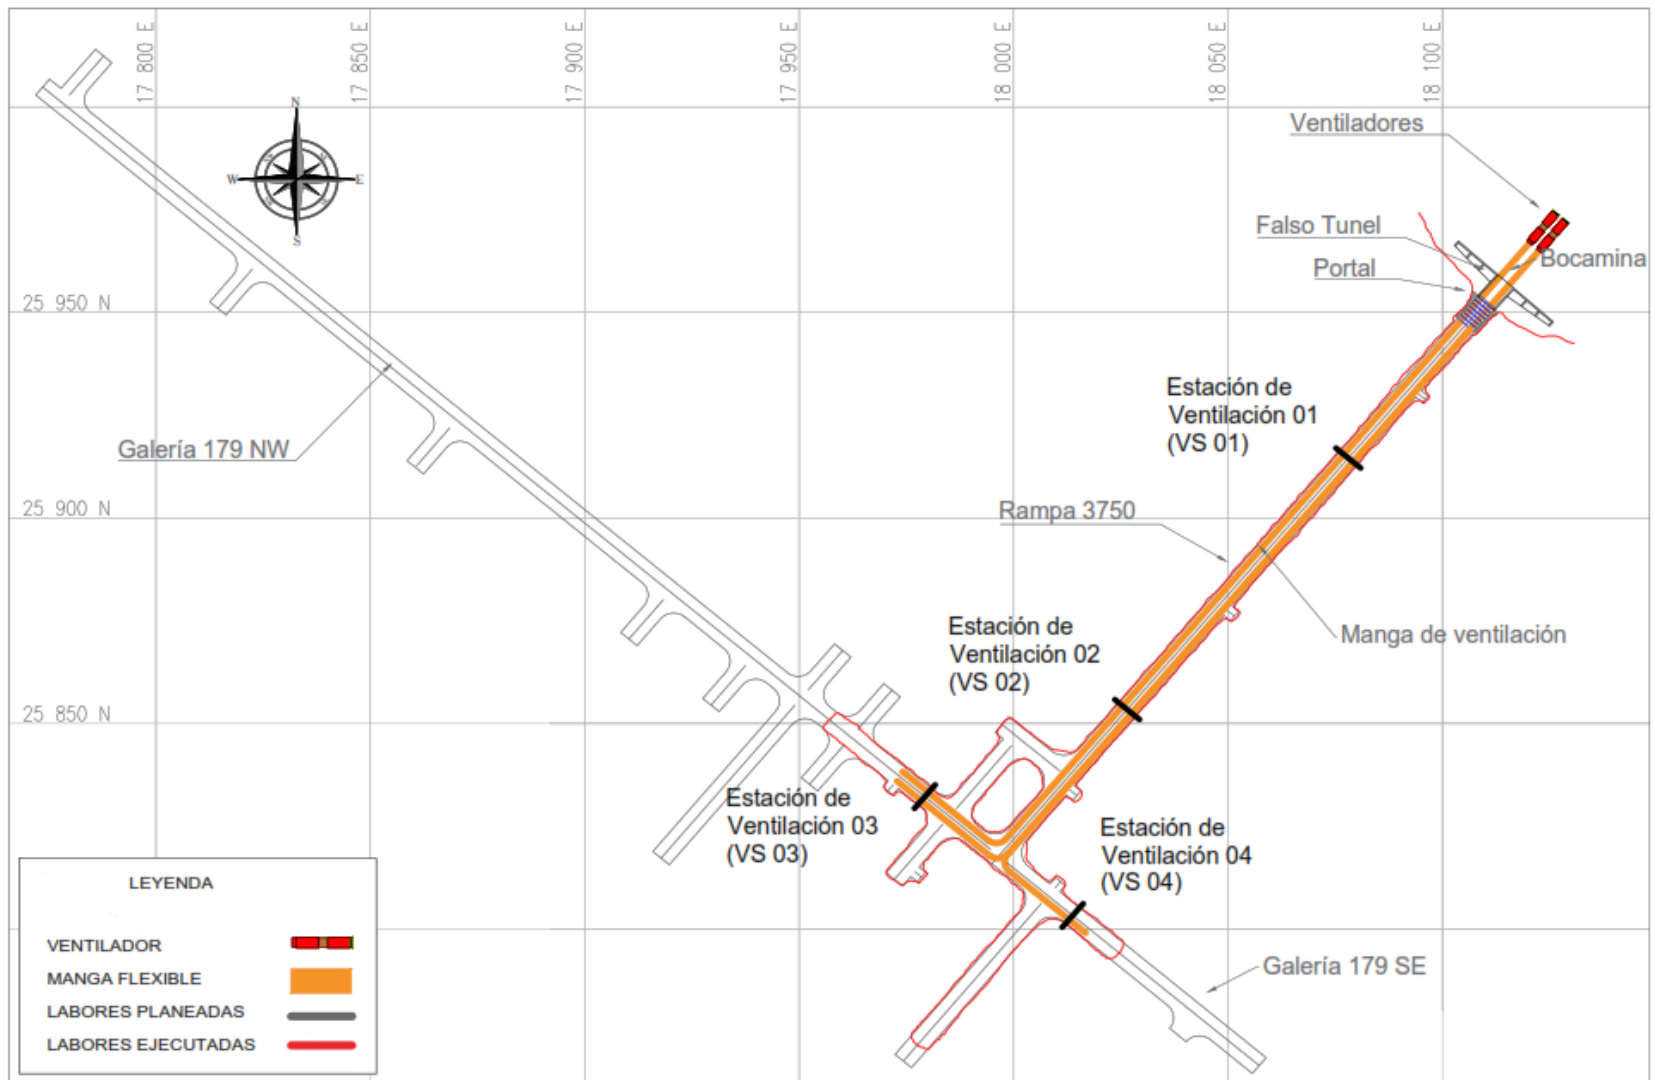 17 800 E
17 850 E
17 900 E
17 950 E
18 000 E
18 050 E
18 100 E
N
W
E
S
Ventiladores
Falso Tunel
Portal
Bocamina
25 950 N
Estación de
Ventilación 01
(VS 01)
Galería 179 NW
25 900 N
Rampa 3750
Estación de
Ventilación 02
(VS 02)
Manga de ventilación
25 850 N
Estación de
Ventilación 03
(VS 03)
Estación de
Ventilación 04
(VS 04)
Galería 179 SE
LEYENDA
VENTILADOR
MANGA FLEXIBLE
LABORES PLANEADAS
LABORES EJECUTADAS